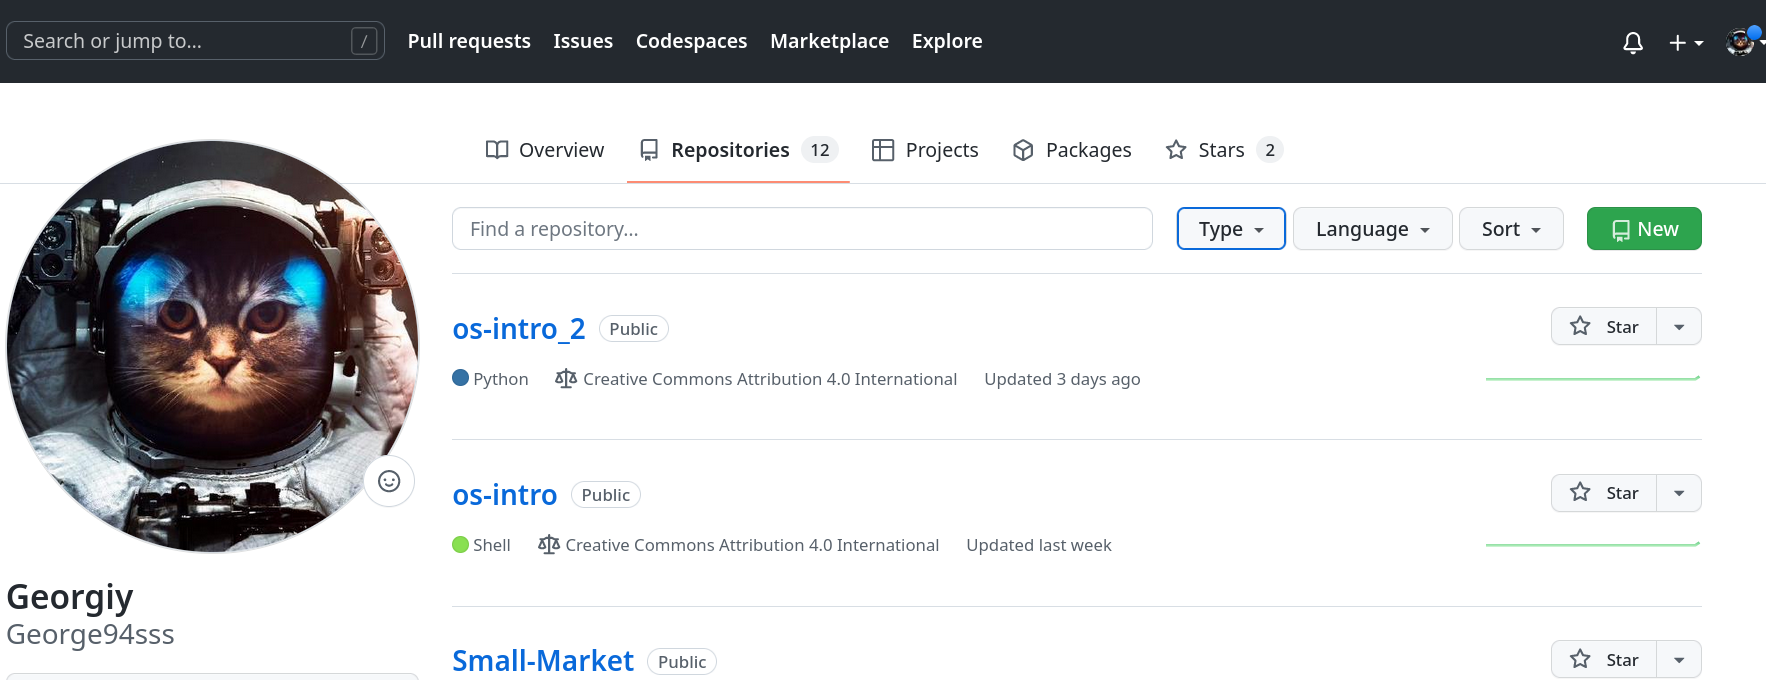 Search or jump to... / Pull requests Issues Codespaces Marketplace Explore
Overview Repositories 12 Projects Packages Stars 2
Find a repository... Type Language Sort New
os-intro_2 Public Star
Python Creative Commons Attribution 4.0 International Updated 3 days ago
os-intro Public Star
Shell Creative Commons Attribution 4.0 International Updated last week
Georgiy
George94sss
Small-Market Public Star